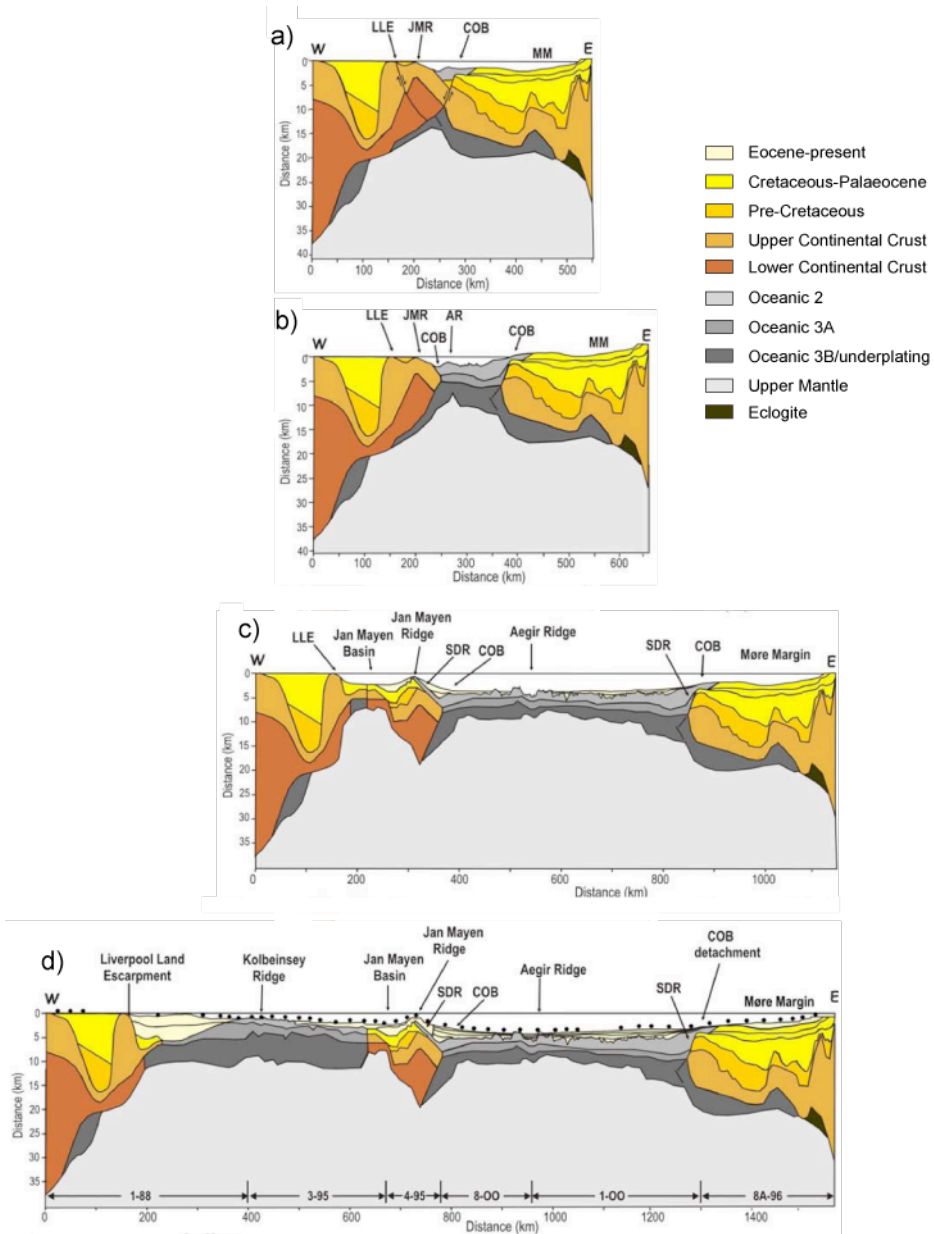 a)
LLE JMR COB
W MM E
0
5
10
15
20
25
30
35
40
Distance (km)
0 100 200 300 400 500
Distance (km)
Eocene-present
Cretaceous-Palaeocene
Pre-Cretaceous
Upper Continental Crust
Lower Continental Crust
Oceanic 2
Oceanic 3A
Oceanic 3B/underplating
Upper Mantle
Eclogite
b)
LLE JMR AR
COB COB
W MM E
0
5
10
15
20
25
30
35
40
Distance (km)
0 100 200 300 400 500 600
Distance (km)
c)
Jan Mayen
Ridge
LLE Jan Mayen
Basin
Aegir Ridge
SDR COB SDR COB
Møre Margin
W E
0
5
10
15
20
25
30
35
Distance (km)
0 200 400 600 800 1000
Distance (km)
d)
Liverpool Land
Escarpment
Kolbeinsey
Ridge
Jan Mayen
Basin
Jan Mayen
Ridge
SDR COB
Aegir Ridge
SDR
COB
detachment
Møre Margin
W E
0
5
10
15
20
25
30
35
Distance (km)
1-88 3-95 4-95 8-OO 1-OO 8A-96
0 200 400 600 800 1000 1200 1400
Distance (km)